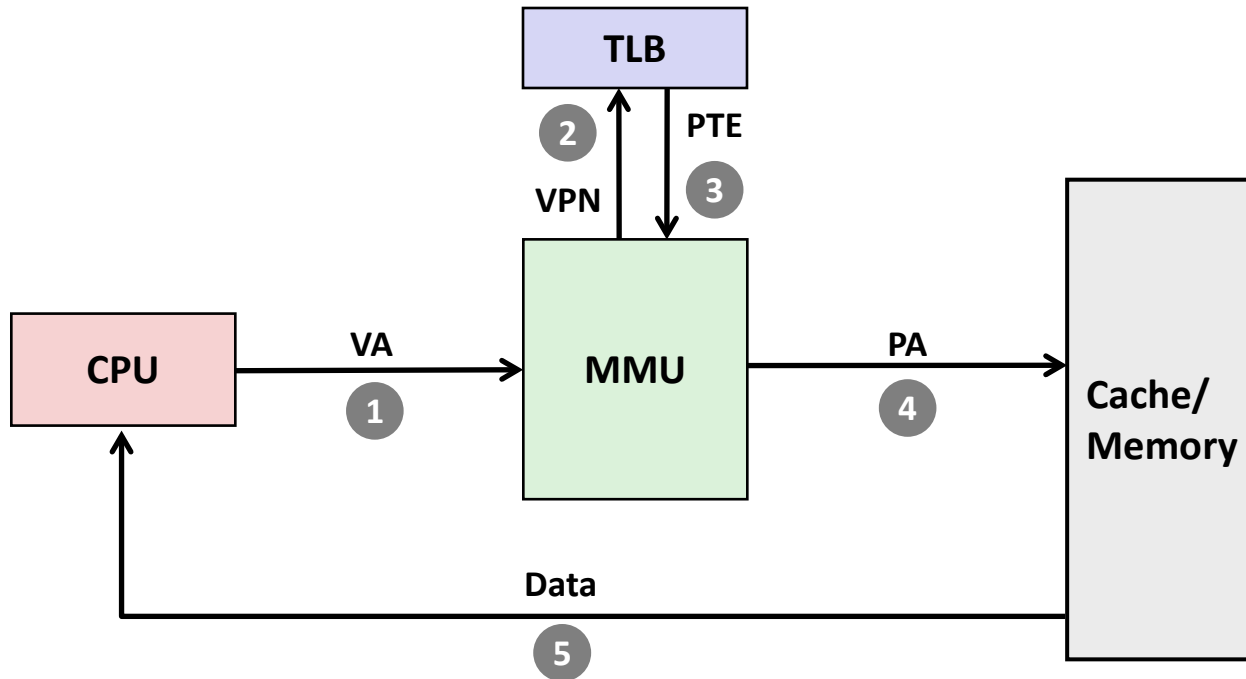 TLB
2
PTE
3
VPN
CPU
VA
1
MMU
PA
4
Cache/
Memory
Data
5